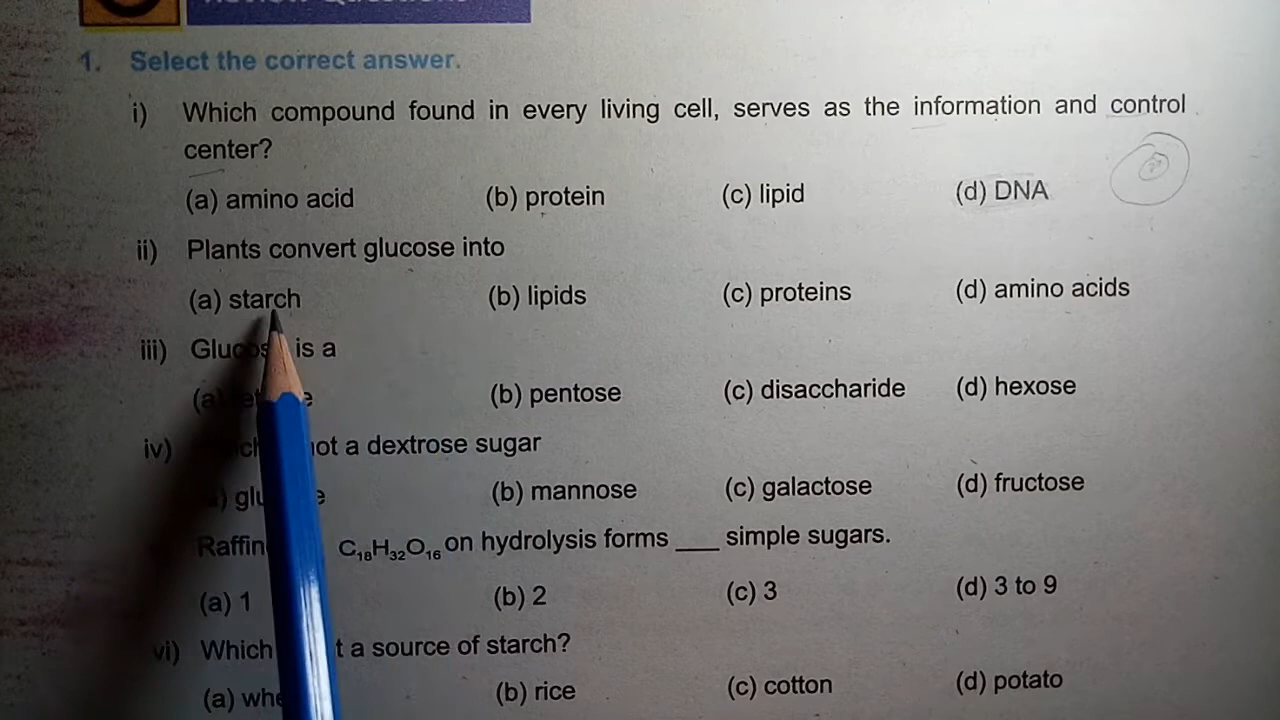 1. Select the correct answer.
i) Which compound found in every living cell, serves as the information and control
center?
(a) amino acid (b) protein (c) lipid (d) DNA
ii) Plants convert glucose into
(a) starch (b) lipids (c) proteins (d) amino acids
iii) is a
(b) pentose (c) disaccharide (d) hexose
iv) a dextrose sugar
(b) mannose (c) galactose (d) fructose
C18H32O16 on hydrolysis forms ___ simple sugars.
(a) 1 (b) 2 (c) 3 (d) 3 to 9
vi) Which a source of starch?
(b) rice (c) cotton (d) potato